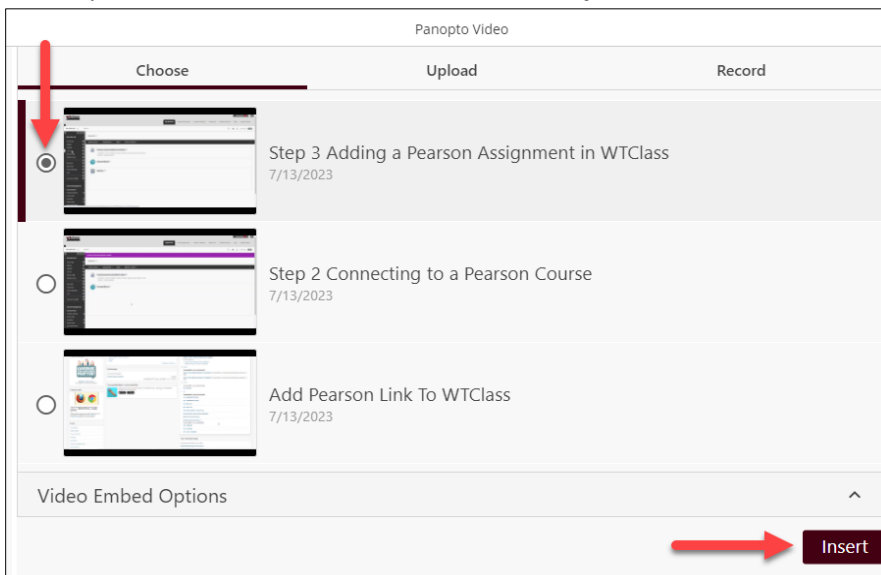 Panopto Video
Choose
Upload
Record
Step 3 Adding a Pearson Assignment in WTClass
7/13/2023
Step 2 Connecting to a Pearson Course
7/13/2023
Add Pearson Link To WTClass
7/13/2023
Video Embed Options
Insert